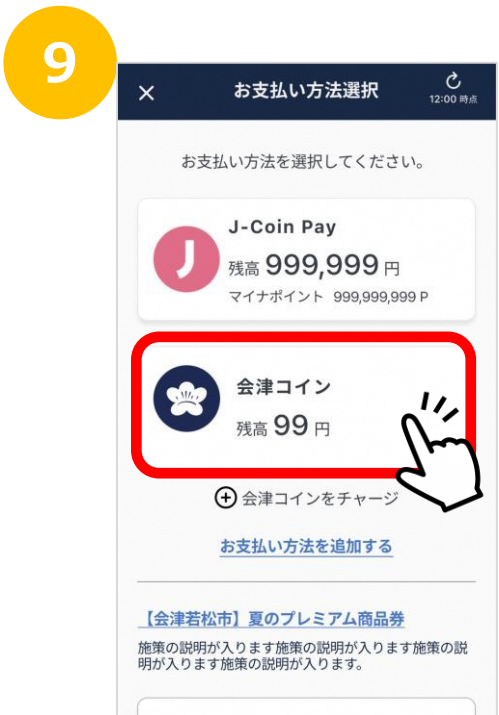 9
お支払い方法選択
12:00 時点
お支払い方法を選択してください。
J-Coin Pay
残高 999,999 円
マイナポイント 999,999,999 P
会津コイン
残高 99 円
会津コインをチャージ
お支払い方法を追加する
【会津若松市】夏のプレミアム商品券
施策の説明が入ります施策の説明が入ります施策の説
明が入ります施策の説明が入ります。